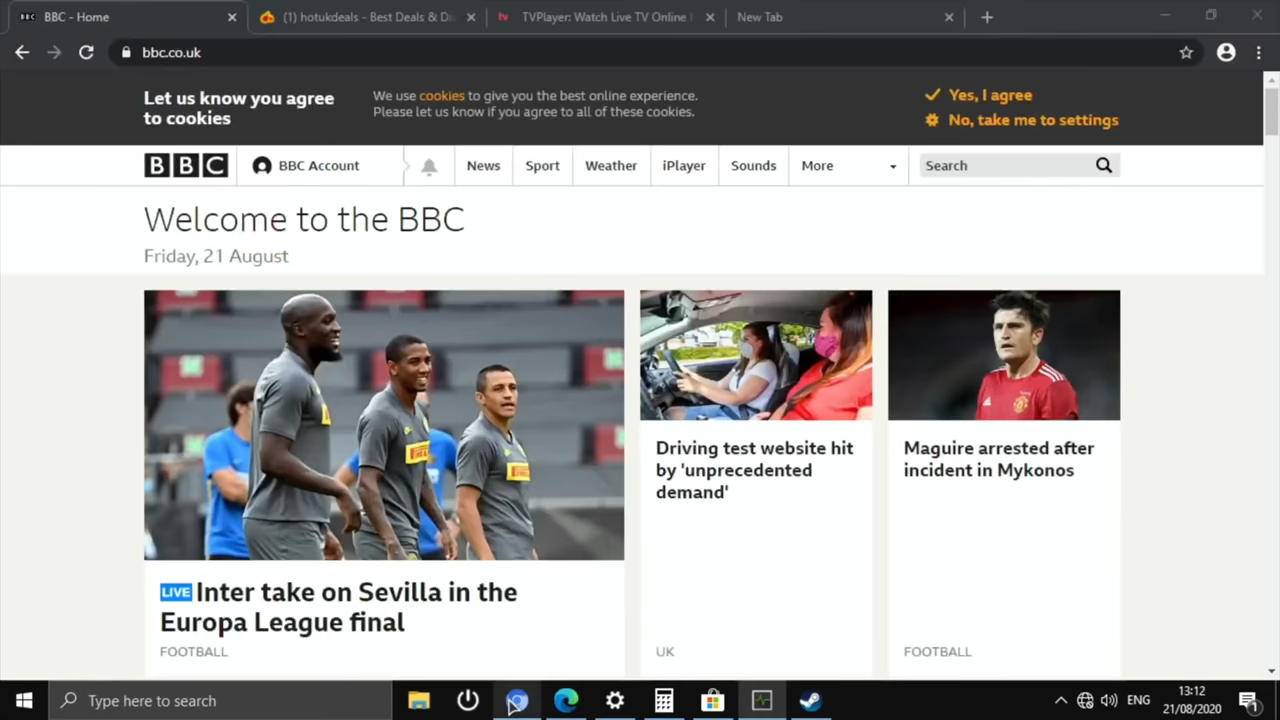 BBC BBC - Home
(1) hotukdeals - Best Deals & Di
tv TVPlayer: Watch Live TV Online
New Tab
bbc.co.uk
Let us know you agree
to cookies
We use cookies to give you the best online experience.
Please let us know if you agree to all of these cookies.
Yes, I agree
No, take me to settings
BBC
BBC Account
News
Sport
Weather
iPlayer
Sounds
More
Search
Welcome to the BBC
Friday, 21 August
LIVE Inter take on Sevilla in the
Europa League final
FOOTBALL
Driving test website hit
by 'unprecedented
demand'
UK
Maguire arrested after
incident in Mykonos
FOOTBALL
Type here to search
ENG
13:12
21/08/2020
1